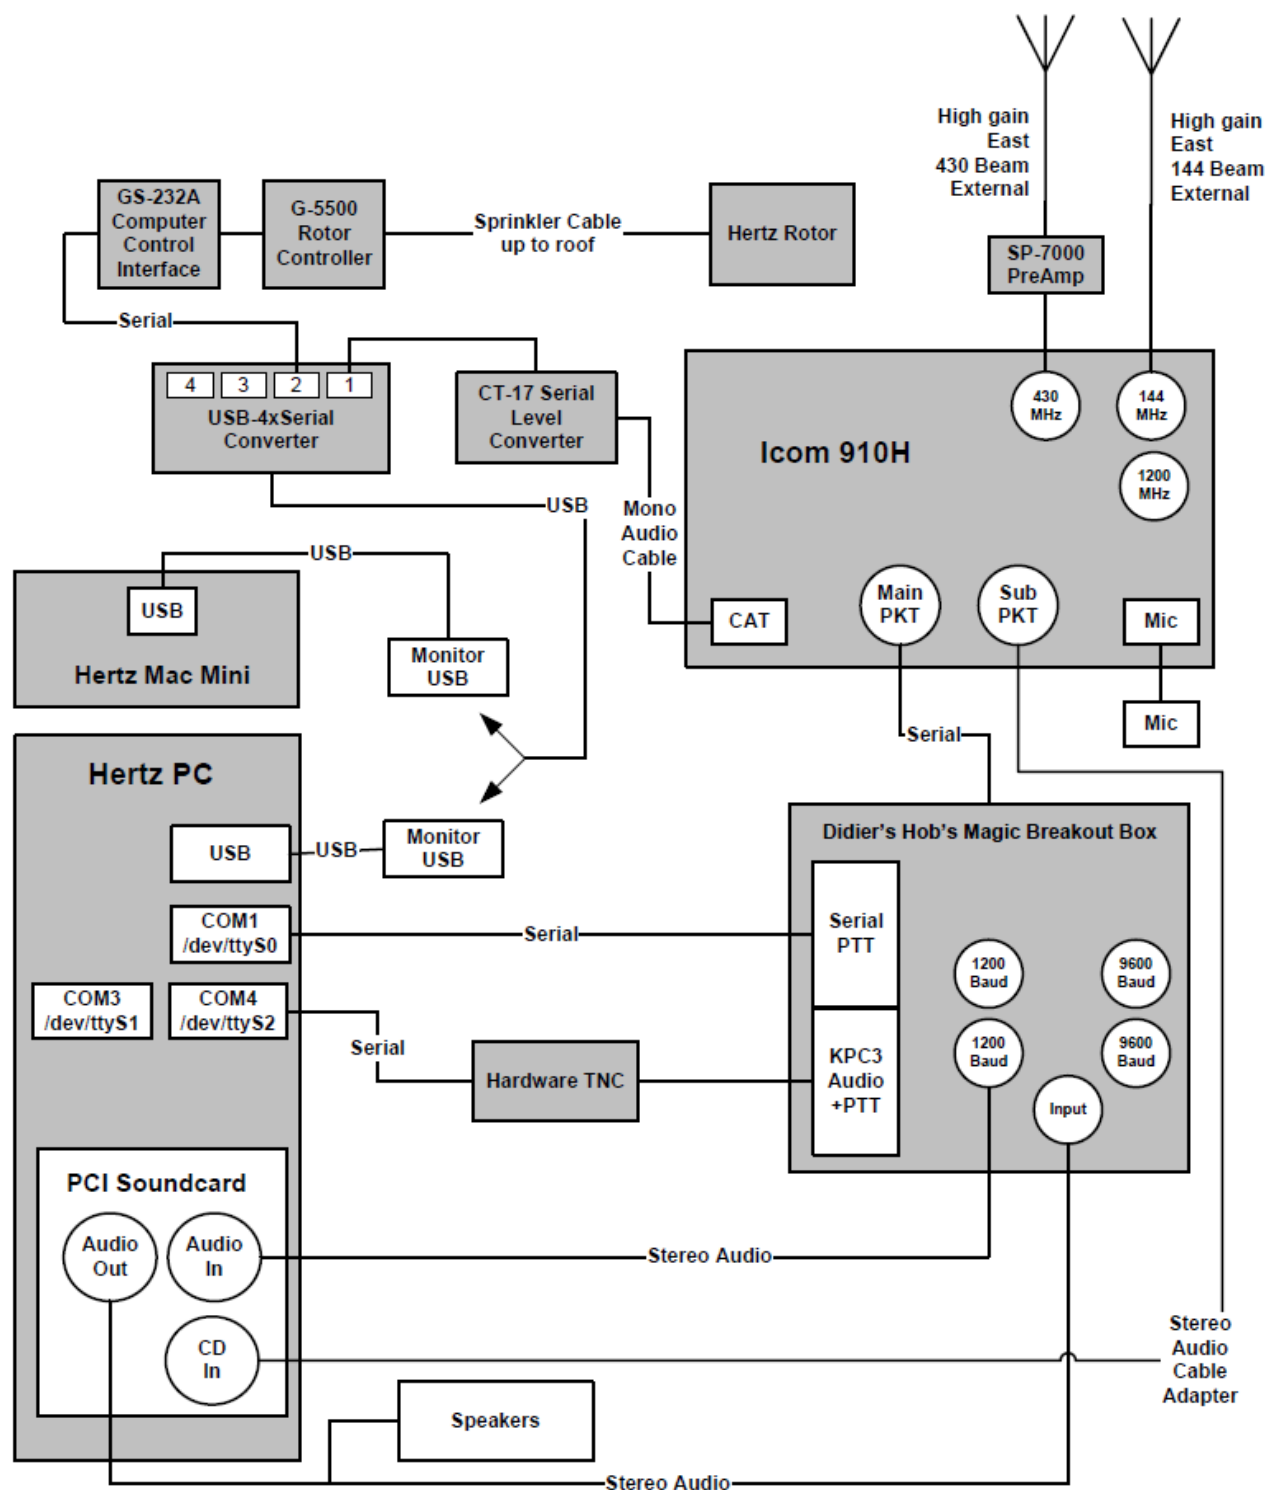 High gain
East
430 Beam
External
High gain
East
144 Beam
External
GS-232A
Computer
Control
Interface
G-5500
Rotor
Controller
Sprinkler Cable
up to roof
Hertz Rotor
SP-7000
PreAmp
Serial
4 3 2 1
USB-4xSerial
Converter
CT-17 Serial
Level
Converter
430
MHz
144
MHz
1200
MHz
Icom 910H
USB
Mono
Audio
Cable
USB
USB
Hertz Mac Mini
Monitor
USB
CAT
Main
PKT
Sub
PKT
Mic
Mic
Serial
Hertz PC
USB
USB
Monitor
USB
Didier's Hob's Magic Breakout Box
COM1
/dev/ttyS0
Serial
Serial
PTT
1200
Baud
9600
Baud
COM3
/dev/ttyS1
COM4
/dev/ttyS2
Serial
Hardware TNC
KPC3
Audio
+PTT
1200
Baud
9600
Baud
Input
PCI Soundcard
Audio
Out
Audio
In
Stereo Audio
CD
In
Stereo
Audio
Cable
Adapter
Speakers
Stereo Audio